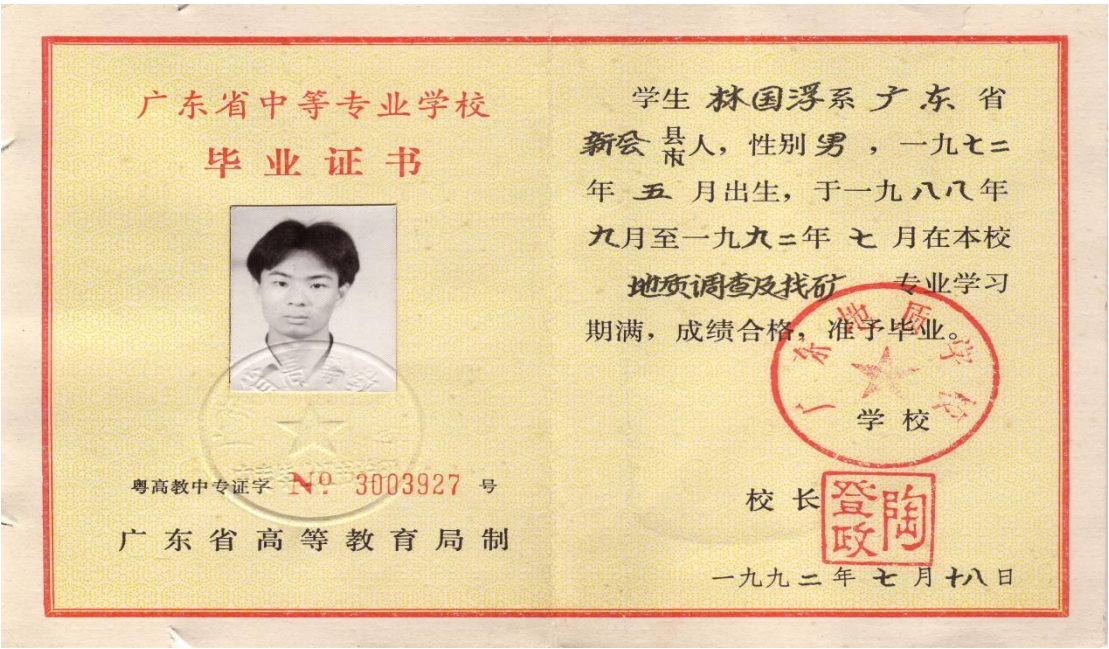 广东省中等专业学校
毕业证书
粤高教中专证字 No. 3003927 号
广东省高等教育局制
学生 林国浮系 广东 省
新会 县市人，性别 男 ，一九七二
年 五 月出生，于一九八八年
九月至一九九二年 七 月在本校
地质调查及找矿 专业学习
期满，成绩合格，准予毕业。
广东地质学校
学校
校长 陶登政
一九九二年七月十八日